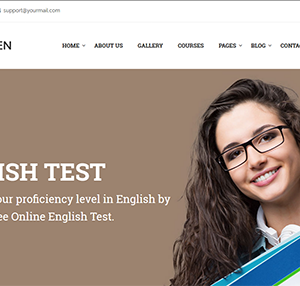 support@yourmail.com
EN HOME ABOUT US GALLERY COURSES PAGES BLOG CONTA
ISH TEST
our proficiency level in English by
ee Online English Test.